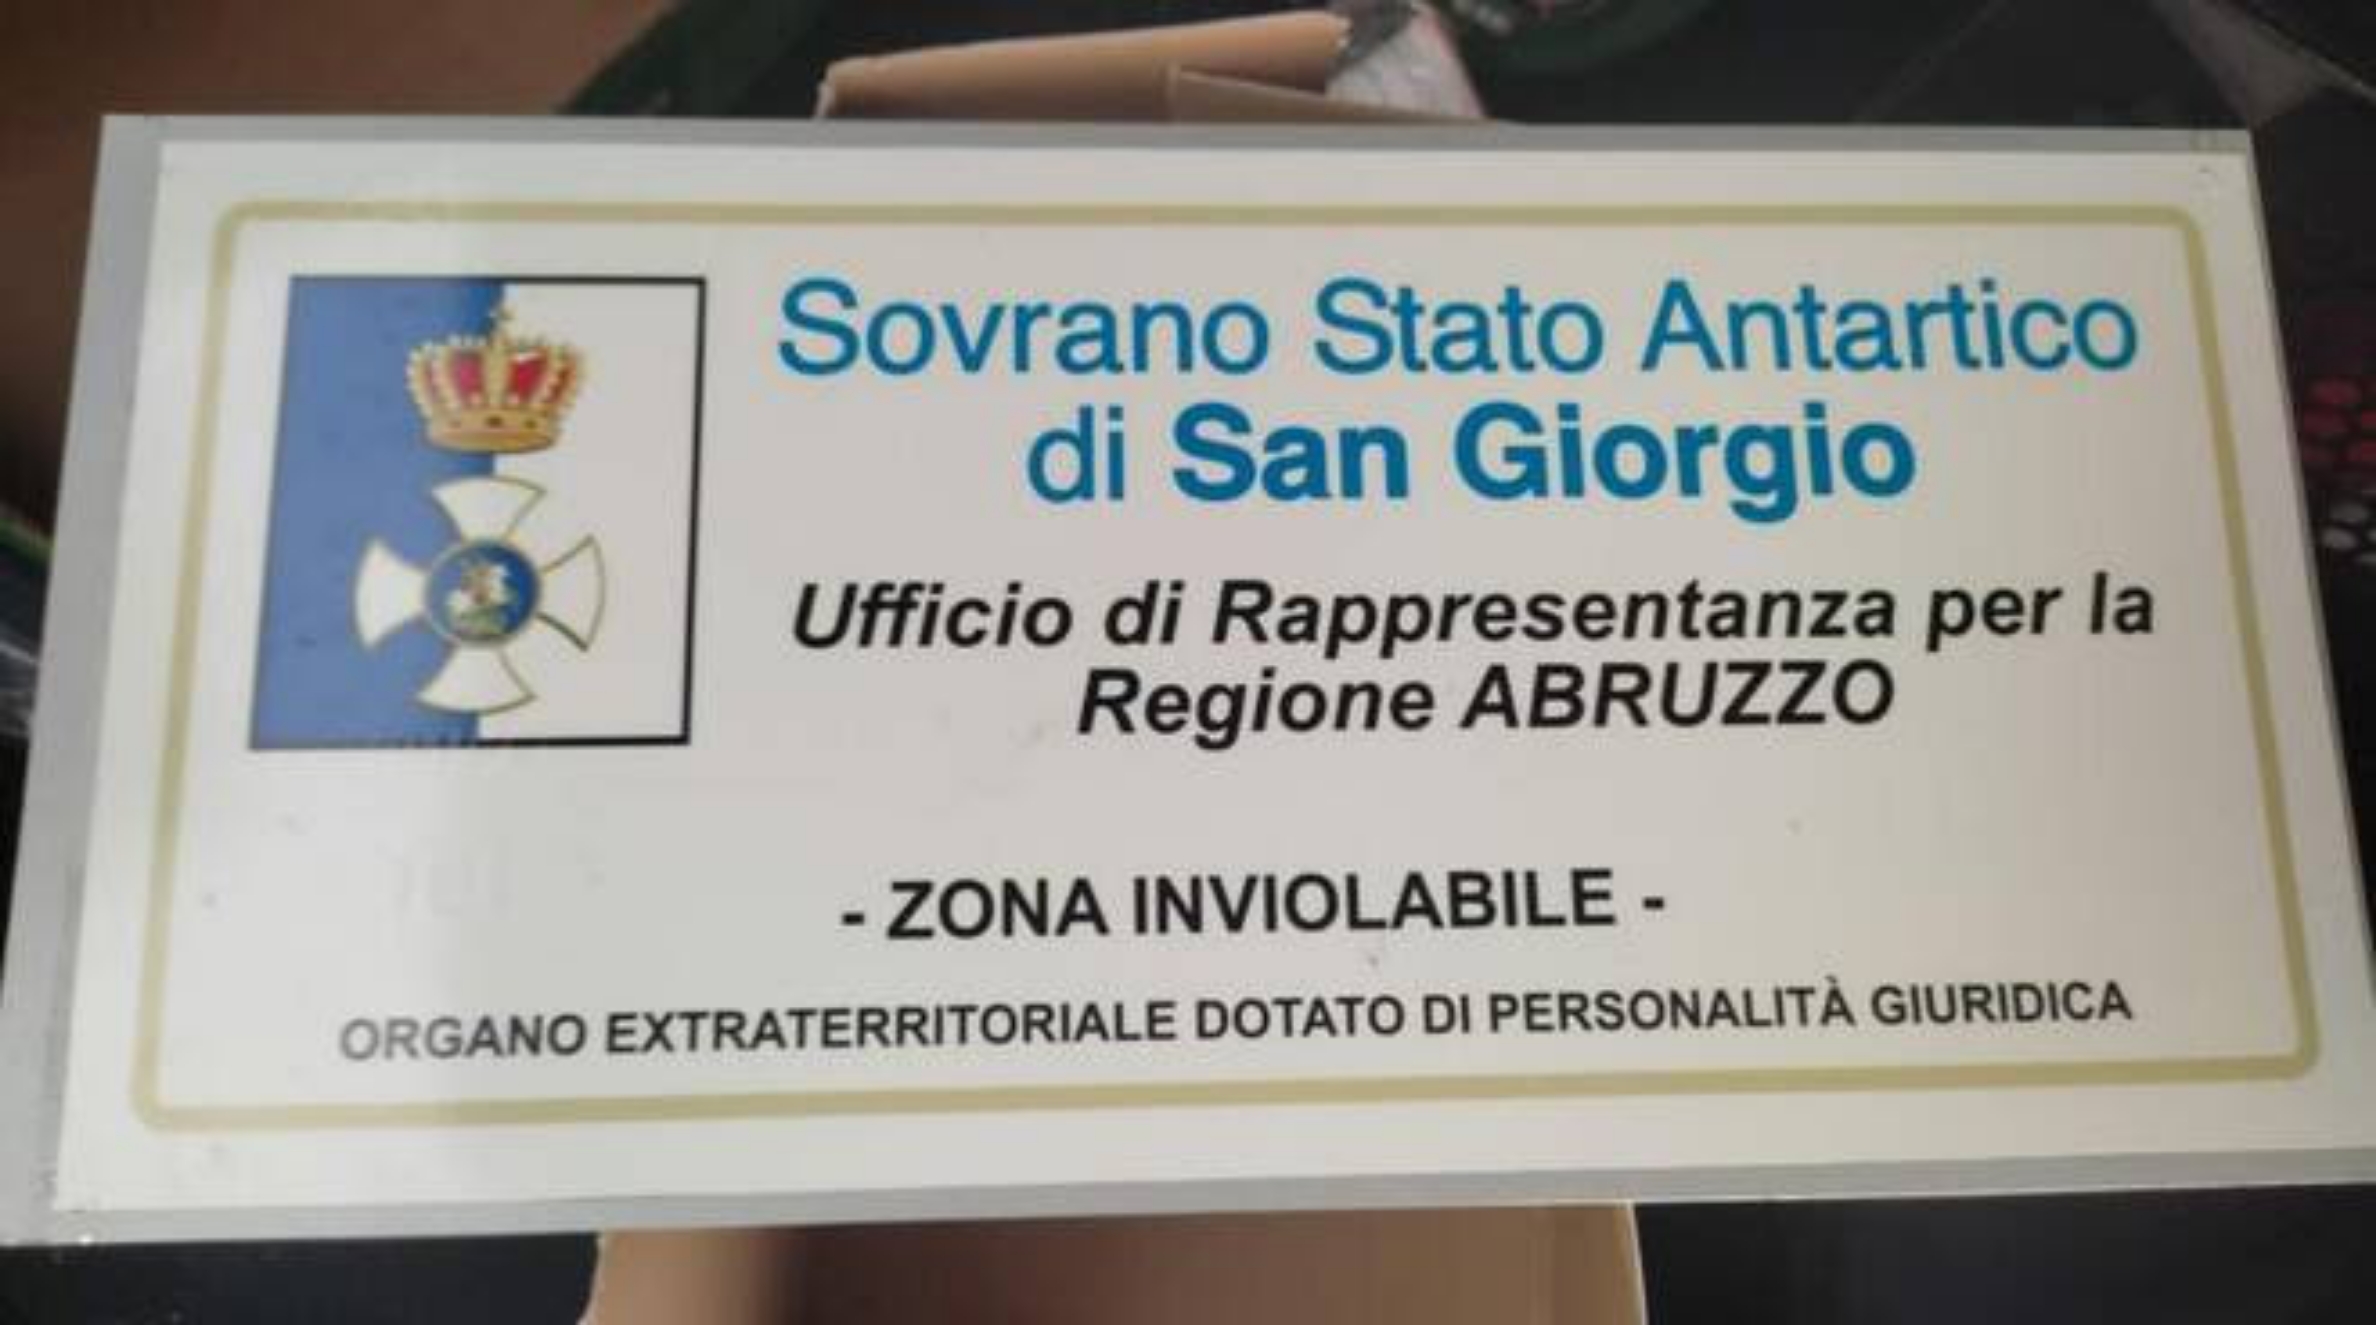 Sovrano Stato Antartico
di San Giorgio
Ufficio di Rappresentanza per la
Regione ABRUZZO
- ZONA INVIOLABILE -
ORGANO EXTRATERRITORIALE DOTATO DI PERSONALITÀ GIURIDICA